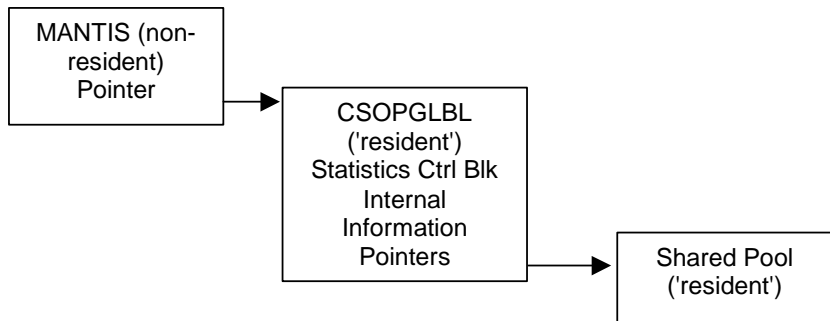 MANTIS (non-
resident)
Pointer
CSOPGLBL
('resident')
Statistics Ctrl Blk
Internal
Information
Pointers
Shared Pool
('resident')